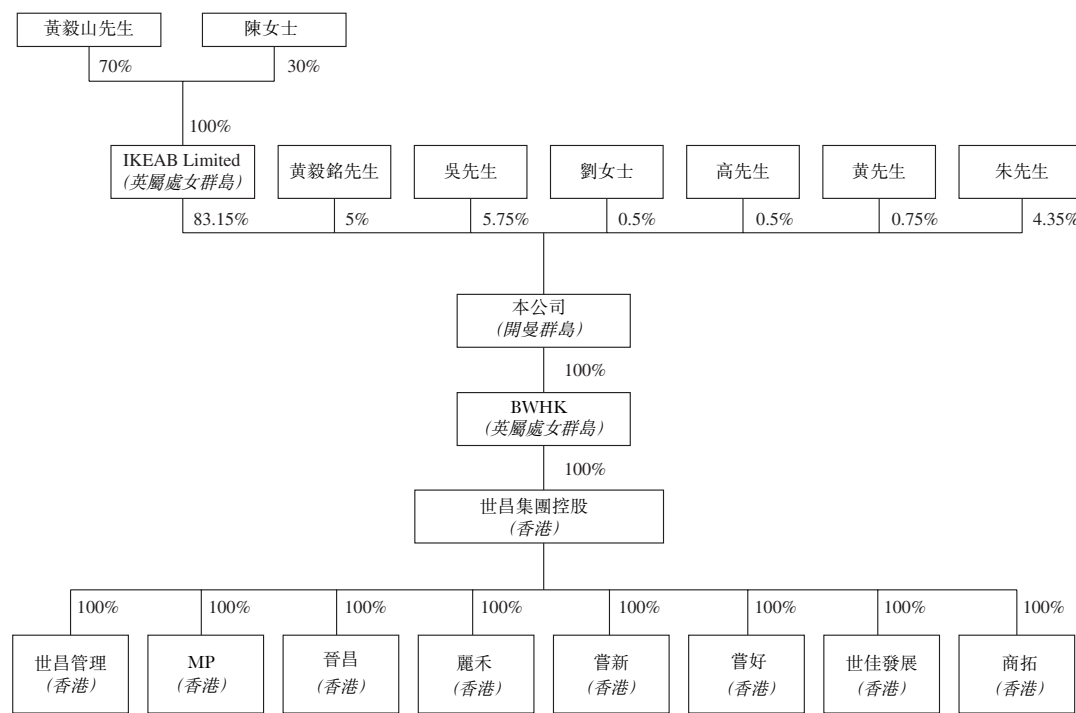 黃毅山先生
陳女士
70%
30%
100%
IKEAB Limited
(英屬處女群島)
黃毅銘先生
吳先生
劉女士
高先生
黃先生
朱先生
83.15%
5%
5.75%
0.5%
0.5%
0.75%
4.35%
本公司
(開曼群島)
100%
BWHK
(英屬處女群島)
100%
世昌集團控股
(香港)
100%
100%
100%
100%
100%
100%
100%
100%
世昌管理
(香港)
MP
(香港)
晉昌
(香港)
麗禾
(香港)
嘗新
(香港)
嘗好
(香港)
世佳發展
(香港)
商拓
(香港)